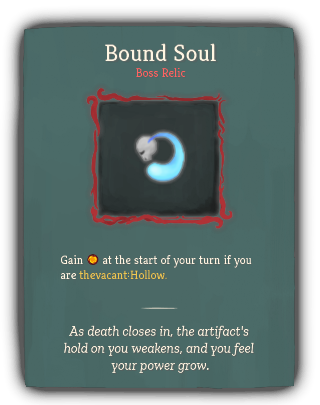 Bound Soul
Boss Relic
Gain at the start of your turn if you
are thevacant:Hollow.
As death closes in, the artifact's
hold on you weakens, and you feel
your power grow.